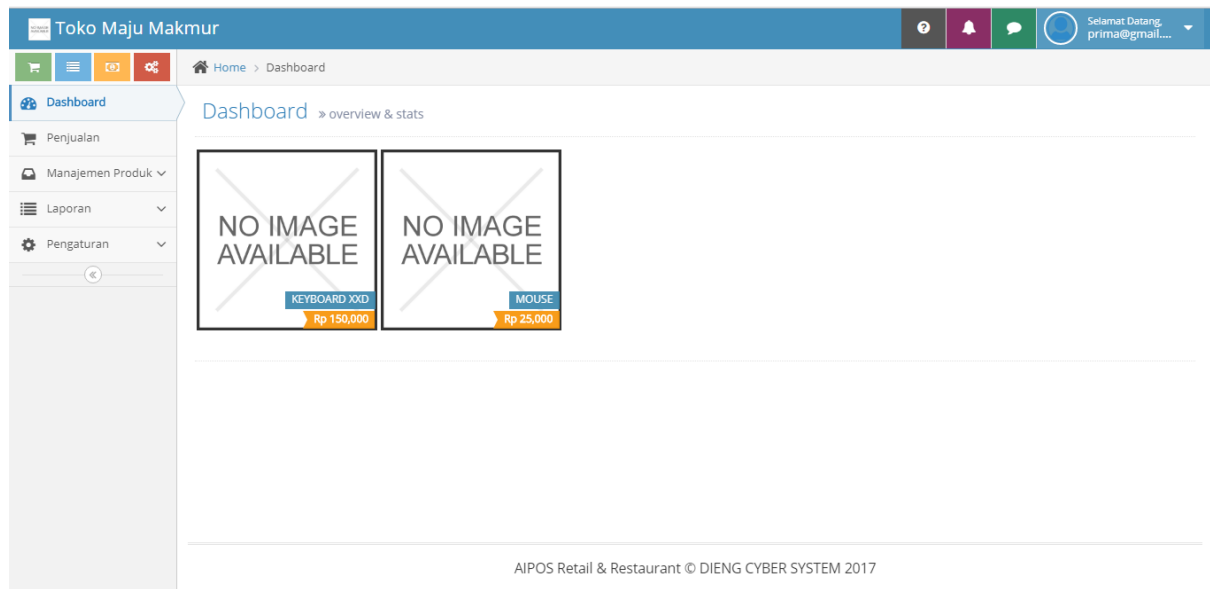 Toko Maju Makmur
Selamat Datang,
prima@gmail....
Home > Dashboard
Dashboard
Penjualan
Manajemen Produk
Laporan
Pengaturan
Dashboard » overview & stats
NO IMAGE AVAILABLE
KEYBOARD XXD
Rp 150,000
NO IMAGE AVAILABLE
MOUSE
Rp 25,000
AIPOS Retail & Restaurant © DIENG CYBER SYSTEM 2017